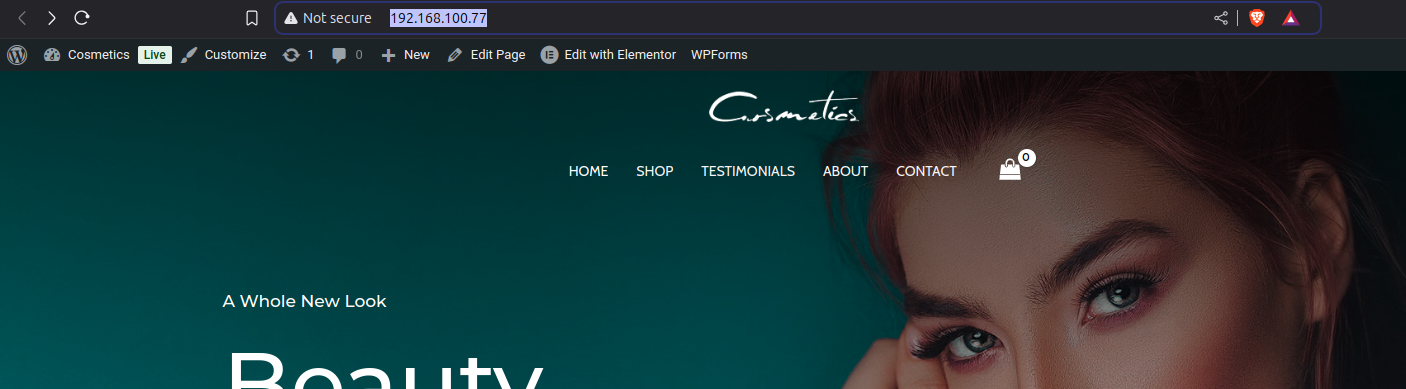 Not secure 192.168.100.77
Cosmetics Live Customize 1 0 New Edit Page Edit with Elementor WPForms
Cosmetics
0
HOME SHOP TESTIMONIALS ABOUT CONTACT
A Whole New Look
Beauty